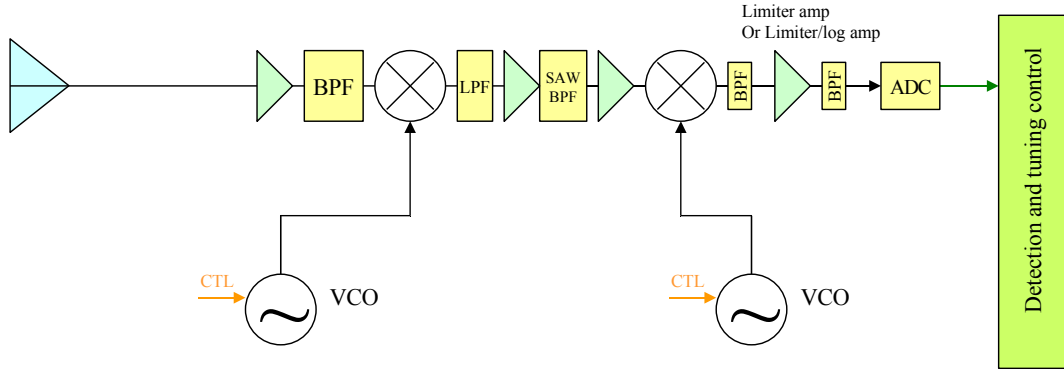 Limiter amp
Or Limiter/log amp
BPF
LPF
SAW
BPF
BPF
BPF
ADC
Detection and tuning control
CTL
VCO
CTL
VCO